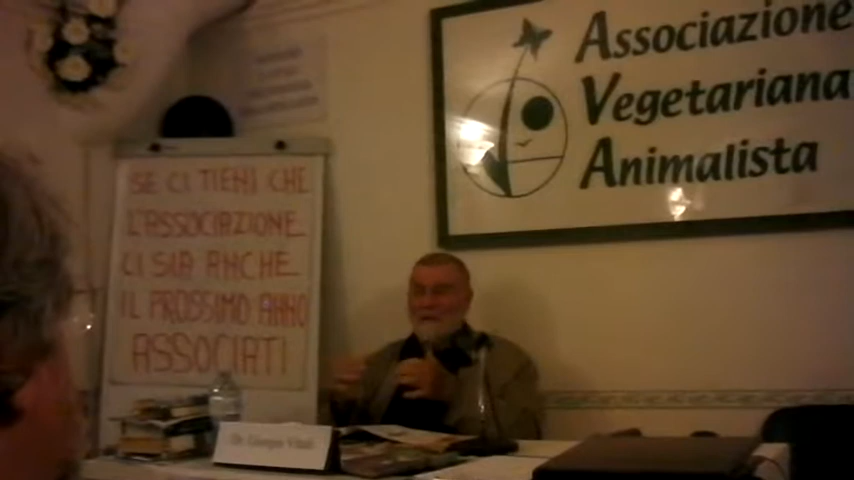 Associazione
Vegetariana
Animalista
SE CI TIENI CHE
L'ASSOCIAZIONE
CI SIA ANCHE
IL PROSSIMO ANNO
ASSOCIATI